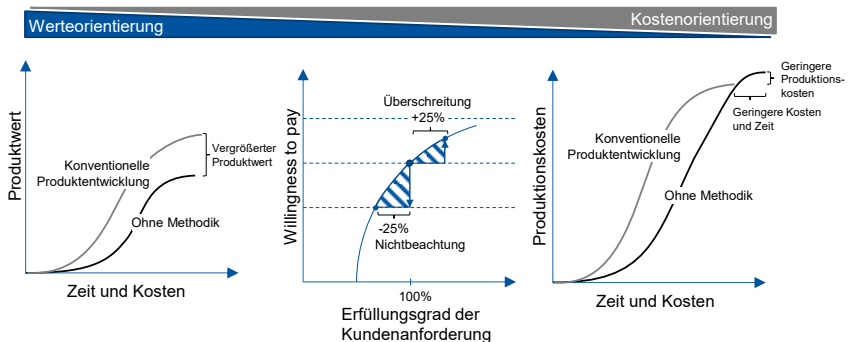 Werteorientierung
Kostenorientierung
Produktwert
Konventionelle
Produktentwicklung
Vergrößerter
Produktwert
Ohne Methodik
Zeit und Kosten
Willingness to pay
Überschreitung
+25%
-25%
Nichtbeachtung
100%
Erfüllungsgrad der
Kundenanforderung
Produktionskosten
Konventionelle
Produktentwicklung
Geringere
Produktions-
kosten
Geringere Kosten
und Zeit
Ohne Methodik
Zeit und Kosten